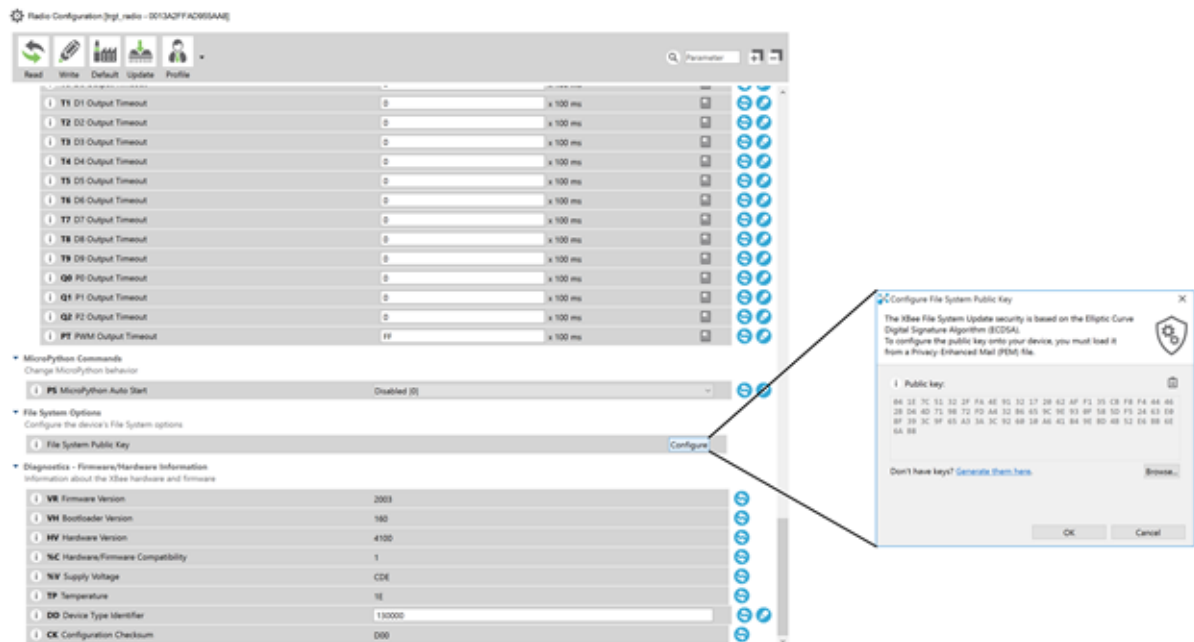 Radio Configuration [trgt_radio - 0013A2FFAD955AA8]
Read Write Default Update Profile
Parameter
T1 D1 Output Timeout 0 x 100 ms
T2 D2 Output Timeout 0 x 100 ms
T3 D3 Output Timeout 0 x 100 ms
T4 D4 Output Timeout 0 x 100 ms
T5 D5 Output Timeout 0 x 100 ms
T6 D6 Output Timeout 0 x 100 ms
T7 D7 Output Timeout 0 x 100 ms
T8 D8 Output Timeout 0 x 100 ms
T9 D9 Output Timeout 0 x 100 ms
Q0 P0 Output Timeout 0 x 100 ms
Q1 P1 Output Timeout 0 x 100 ms
Q2 P2 Output Timeout 0 x 100 ms
PT PWM Output Timeout FF x 100 ms
MicroPython Commands
Change MicroPython behavior
PS MicroPython Auto Start Disabled [0]
File System Options
Configure the device's File System options
File System Public Key Configure
Diagnostics - Firmware/Hardware Information
Information about the XBee hardware and firmware
VR Firmware Version 2003
VH Bootloader Version 160
HV Hardware Version 4100
%C Hardware/Firmware Compatibility 1
%V Supply Voltage CDE
TP Temperature 1E
DD Device Type Identifier 130000
CK Configuration Checksum D00
Configure File System Public Key
The XBee File System Update security is based on the Elliptic Curve
Digital Signature Algorithm (ECDSA).
To configure the public key onto your device, you must load it
from a Privacy-Enhanced Mail (PEM) file.
Public key:
Don't have keys? Generate them here.
Browse...
OK Cancel